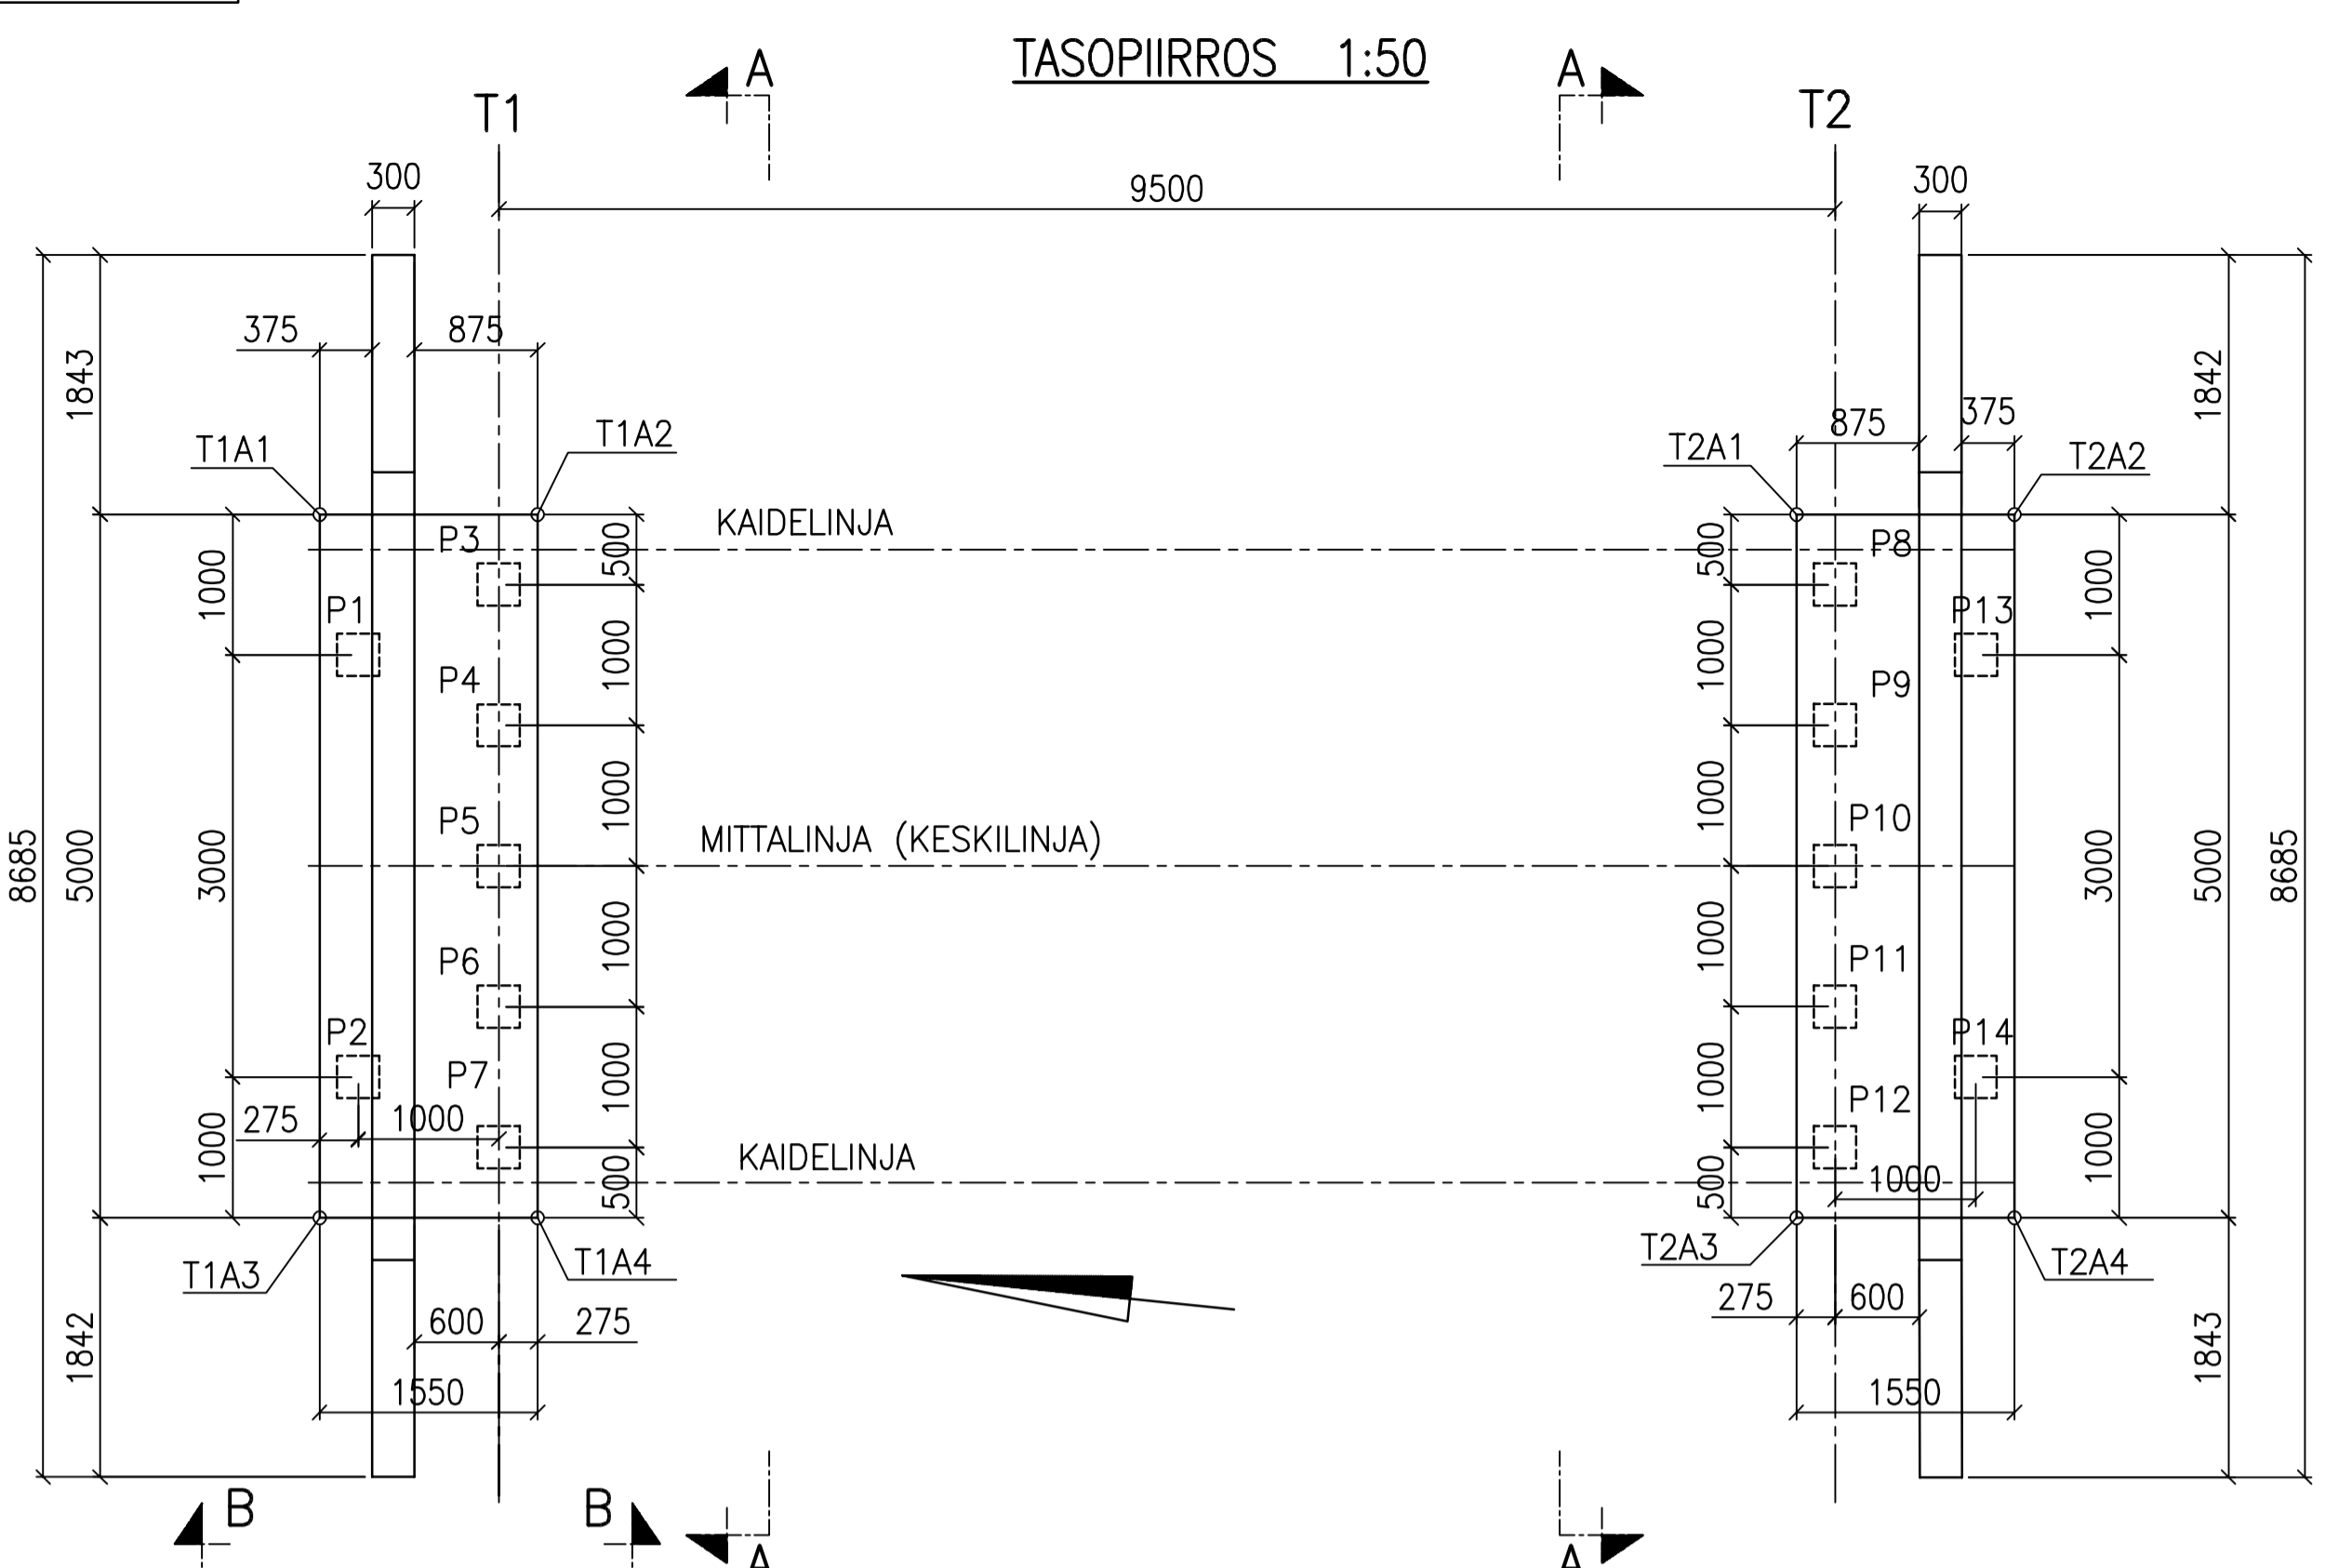 TASOPIIRROS 1:50
A
A
T1
T2
300
9500
300
375
875
1843
1842
875
375
T1A1
T1A2
T2A1
T2A2
KAIDELINJA
P3
P8
500
500
1000
1000
P1
P13
P4
P9
1000
1000
P5
P10
1000
1000
MITTALINJA (KESKILINJA)
8685
5000
3000
3000
5000
8685
P6
P11
1000
1000
P2
P14
P7
P12
1000
1000
275
1000
1000
1000
KAIDELINJA
500
500
1000
T1A3
T1A4
T2A3
T2A4
600
275
275
600
1842
1843
1550
1550
B
B
A
A